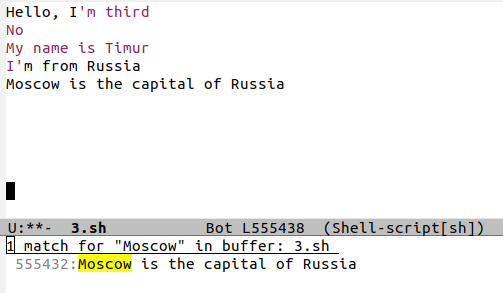 Hello, I'm third
No
My name is Timur
I'm from Russia
Moscow is the capital of Russia
U:**-  3.sh           Bot L555438  (Shell-script[sh])
1 match for "Moscow" in buffer: 3.sh
555432:Moscow is the capital of Russia